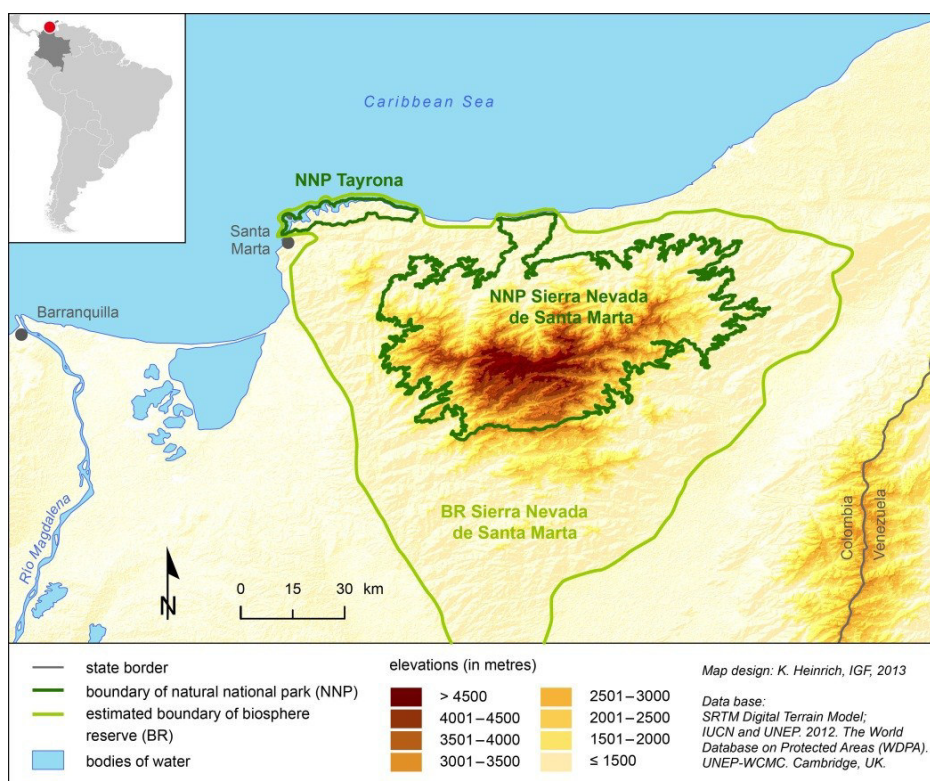 Caribbean Sea
NNP Tayrona
Santa
Marta
Barranquilla
NNP Sierra Nevada
de Santa Marta
BR Sierra Nevada
de Santa Marta
Rio Magdalena
Colombia
Venezuela
N
0 15 30 km
state border
boundary of natural national park (NNP)
estimated boundary of biosphere
reserve (BR)
bodies of water
elevations (in metres)
> 4500
4001–4500
3501–4000
3001–3500
2501–3000
2001–2500
1501–2000
≤ 1500
Map design: K. Heinrich, IGF, 2013
Data base:
SRTM Digital Terrain Model;
IUCN and UNEP. 2012. The World
Database on Protected Areas (WDPA).
UNEP-WCMC. Cambridge, UK.